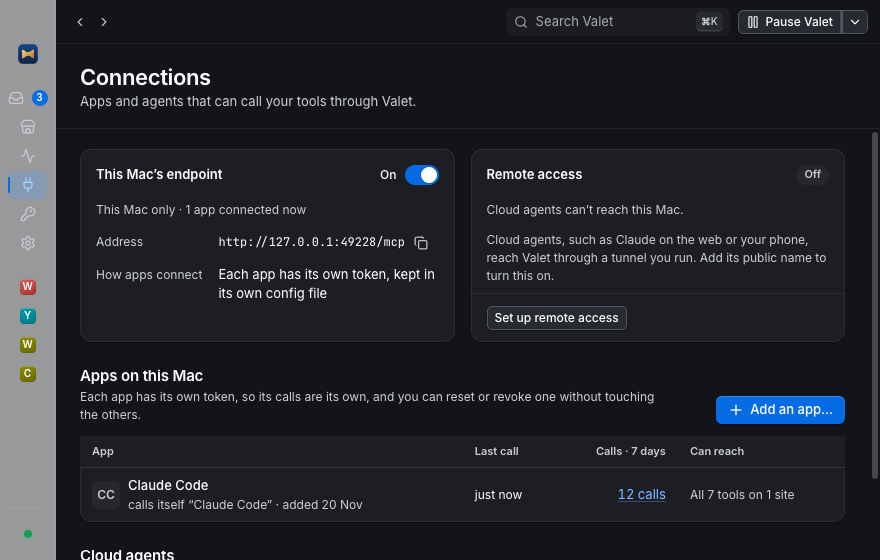 Search Valet
⌘K
Pause Valet
Connections
Apps and agents that can call your tools through Valet.
3
W
Y
W
C
This Mac’s endpoint
On
This Mac only · 1 app connected now
Address
http://127.0.0.1:49228/mcp
How apps connect
Each app has its own token, kept in
its own config file
Remote access
Off
Cloud agents can’t reach this Mac.
Cloud agents, such as Claude on the web or your phone,
reach Valet through a tunnel you run. Add its public name to
turn this on.
Set up remote access
Apps on this Mac
Each app has its own token, so its calls are its own, and you can reset or revoke one without touching
the others.
Add an app...
App
Last call
Calls · 7 days
Can reach
CC
Claude Code
calls itself “Claude Code” · added 20 Nov
just now
12 calls
All 7 tools on 1 site
Cloud agents